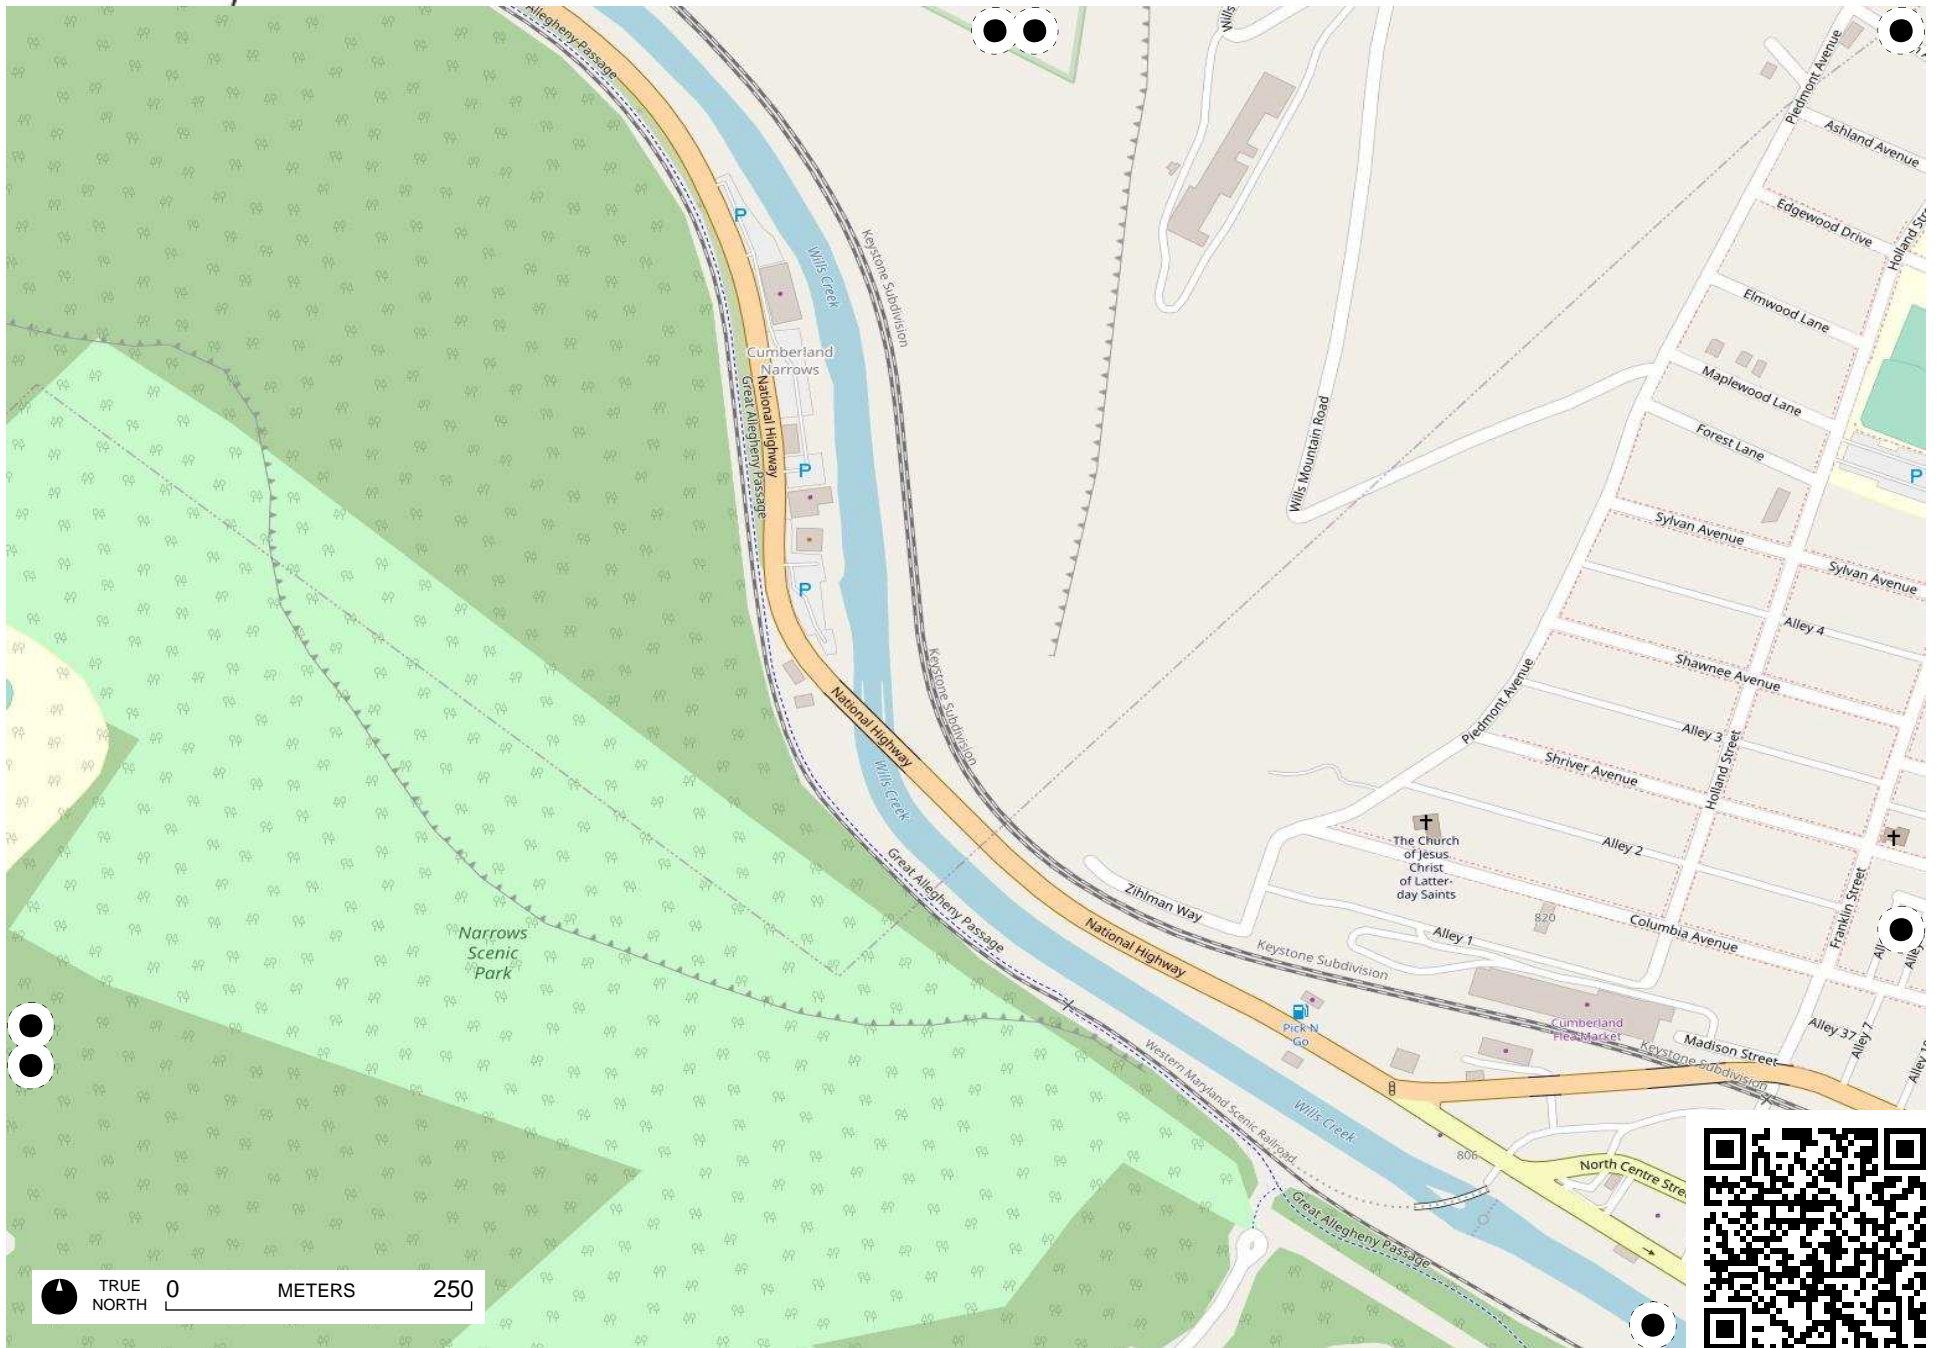 Allegheny Passage
Wills
Piedmont Avenue
Ashland Avenue
P
Edgewood Drive
Keystone Subdivision
Wills Creek
Elmwood Lane
Cumberland
Narrows
Maplewood Lane
National Highway
Great Allegheny Passage
Wills Mountain Road
Forest Lane
P
P
Sylvan Avenue
Sylvan Avenue
P
Alley 4
Keystone Subdivision
Shawnee Avenue
Piedmont Avenue
National Highway
Alley 3
Holland Street
Shriver Avenue
Wills Creek
The Church
of Jesus
Christ
of Latter-
day Saints
Alley 2
Great Allegheny Passage
Zihlman Way
820
Columbia Avenue
Franklin Street
Narrows
Scenic
Park
National Highway
Alley 1
Keystone Subdivision
Pick N
Go
Cumberland
Flea Market
Madison Street
Alley 37
Alley 7
Keystone Subdivision
Western Maryland Scenic Railroad
Wills Creek
806
North Centre Stre
Great Allegheny Passage
TRUE
NORTH
0 METERS 250